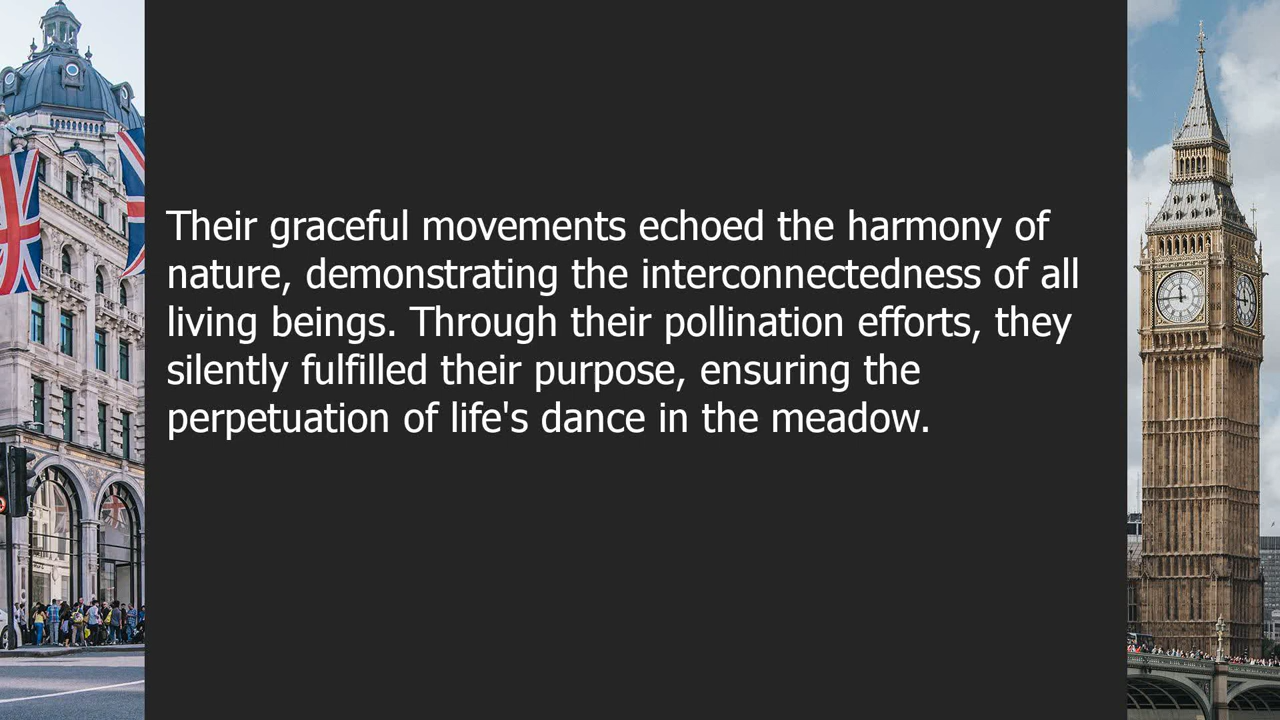 Their graceful movements echoed the harmony of
nature, demonstrating the interconnectedness of all
living beings. Through their pollination efforts, they
silently fulfilled their purpose, ensuring the
perpetuation of life's dance in the meadow.